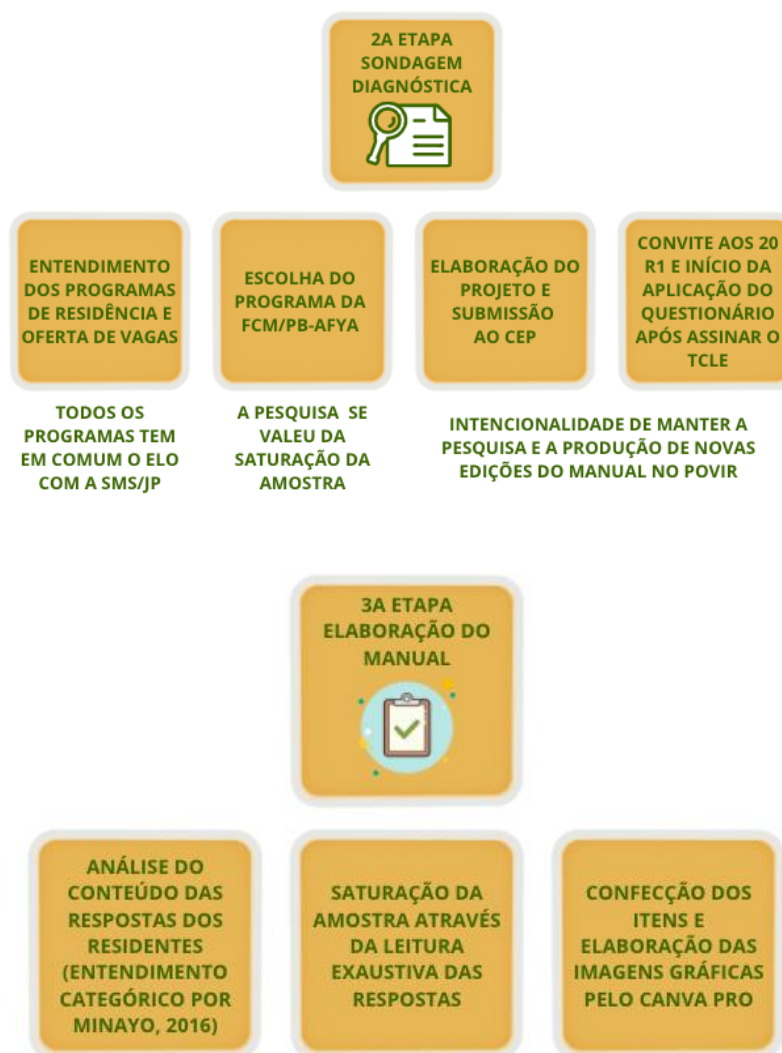 2A ETAPA
SONDAGEM
DIAGNÓSTICA
ENTENDIMENTO
DOS PROGRAMAS
DE RESIDÊNCIA E
OFERTA DE VAGAS
ESCOLHA DO
PROGRAMA DA
FCM/PB-AFYA
ELABORAÇÃO DO
PROJETO E
SUBMISSÃO
AO CEP
CONVITE AOS 20
R1 E INÍCIO DA
APLICAÇÃO DO
QUESTIONÁRIO
APÓS ASSINAR O
TCLE
TODOS OS
PROGRAMAS TEM
EM COMUM O ELO
COM A SMS/JP
A PESQUISA SE
VALEU DA
SATURAÇÃO DA
AMOSTRA
INTENCIONALIDADE DE MANTER A
PESQUISA E A PRODUÇÃO DE NOVAS
EDIÇÕES DO MANUAL NO POVIR
3A ETAPA
ELABORAÇÃO DO
MANUAL
ANÁLISE DO
CONTEÚDO DAS
RESPOSTAS DOS
RESIDENTES
(ENTENDIMENTO
CATEGÓRICO POR
MINAYO, 2016)
SATURAÇÃO DA
AMOSTRA ATRAVÉS
DA LEITURA
EXAUSTIVA DAS
RESPOSTAS
CONFECÇÃO DOS
ITENS E
ELABORAÇÃO DAS
IMAGENS GRÁFICAS
PELO CANVA PRO